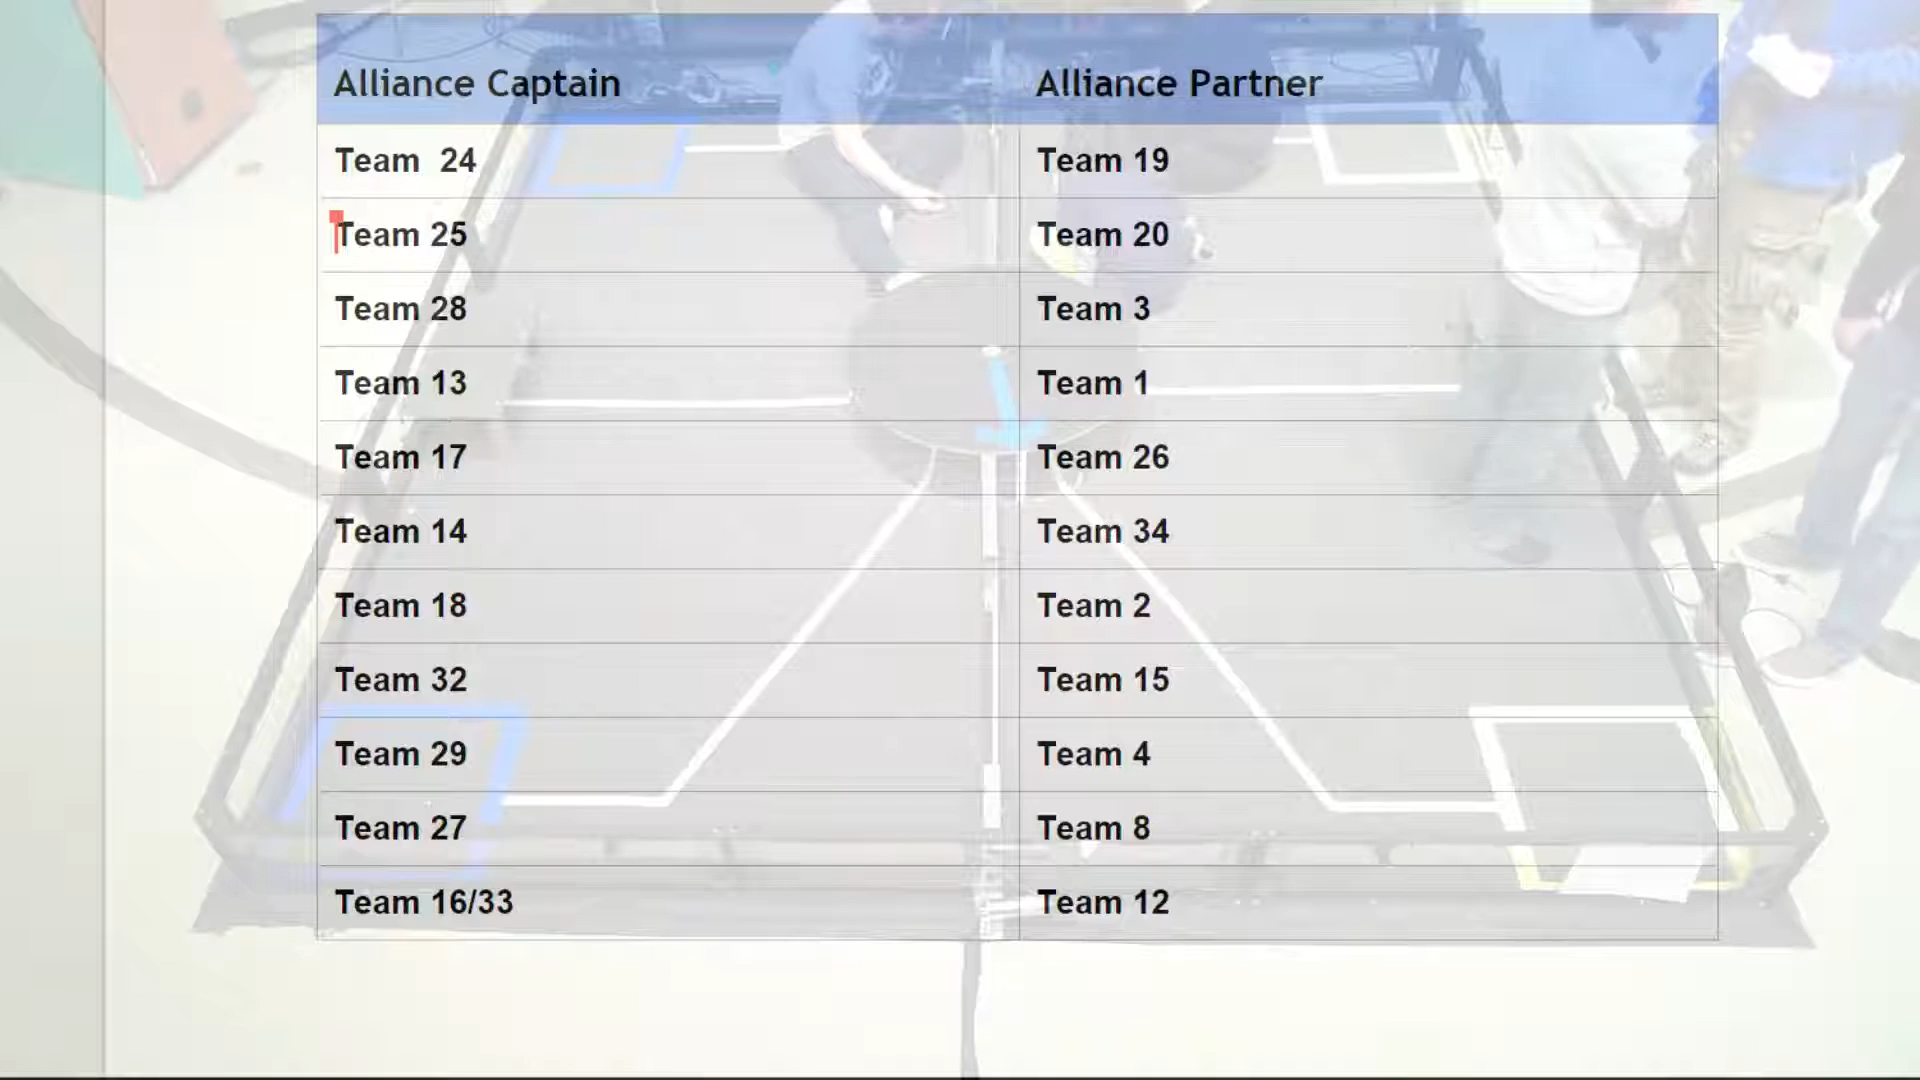 Alliance Captain Alliance Partner
Team 24 Team 19
Team 25 Team 20
Team 28 Team 3
Team 13 Team 1
Team 17 Team 26
Team 14 Team 34
Team 18 Team 2
Team 32 Team 15
Team 29 Team 4
Team 27 Team 8
Team 16/33 Team 12